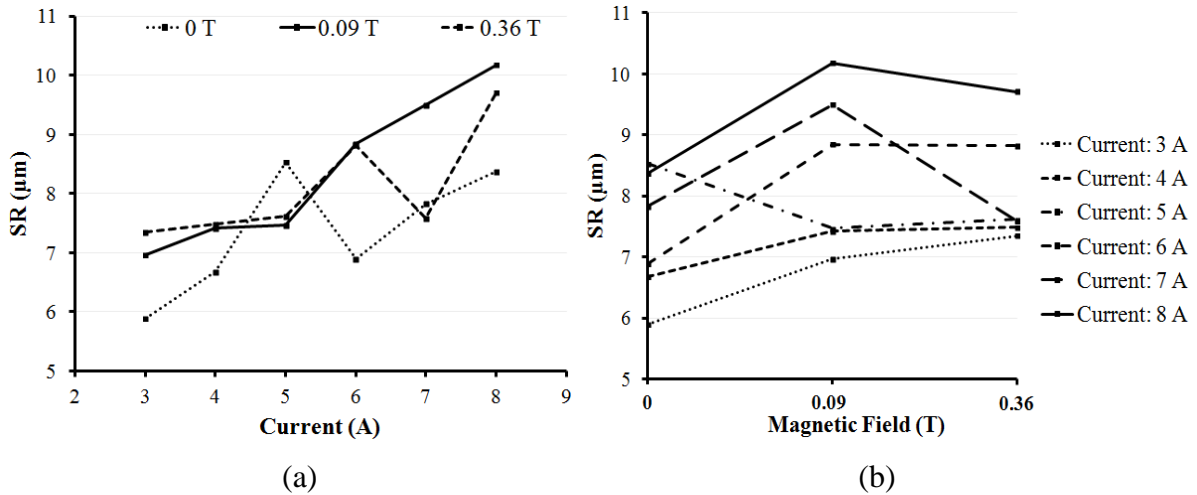 0 T 0.09 T 0.36 T
11
10
9
8
7
6
5
SR (µm)
2 3 4 5 6 7 8 9
Current (A)
(a)
11
10
9
8
7
6
5
SR (µm)
0 0.09 0.36
Magnetic Field (T)
Current: 3 A
Current: 4 A
Current: 5 A
Current: 6 A
Current: 7 A
Current: 8 A
(b)